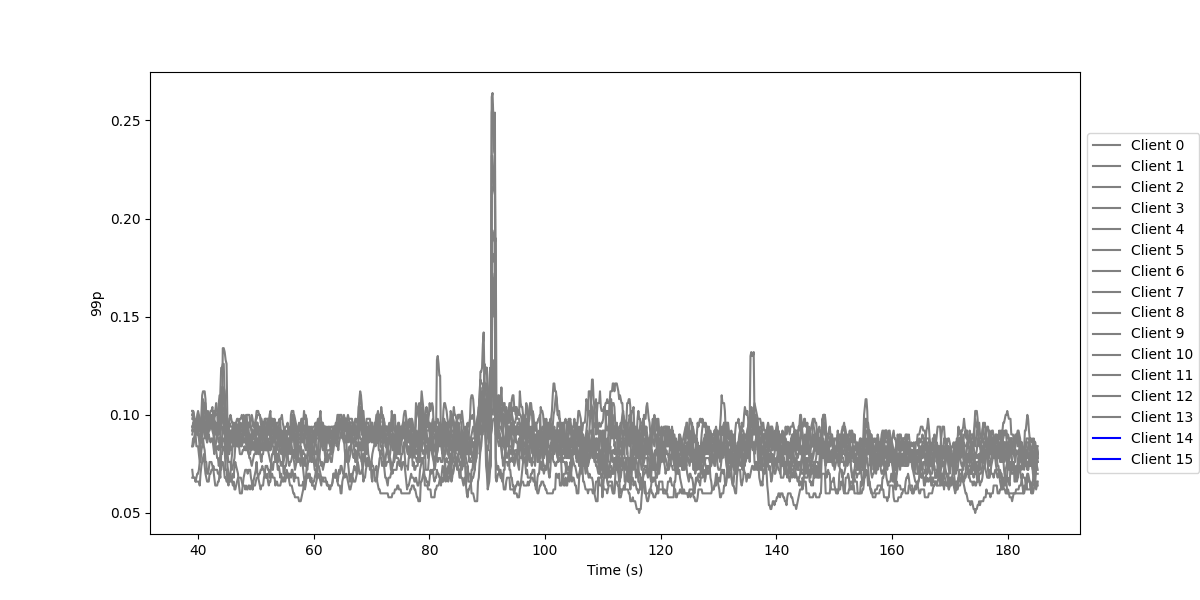 0.25
0.20
0.15
0.10
0.05
99p
40 60 80 100 120 140 160 180
Time (s)
Client 0
Client 1
Client 2
Client 3
Client 4
Client 5
Client 6
Client 7
Client 8
Client 9
Client 10
Client 11
Client 12
Client 13
Client 14
Client 15